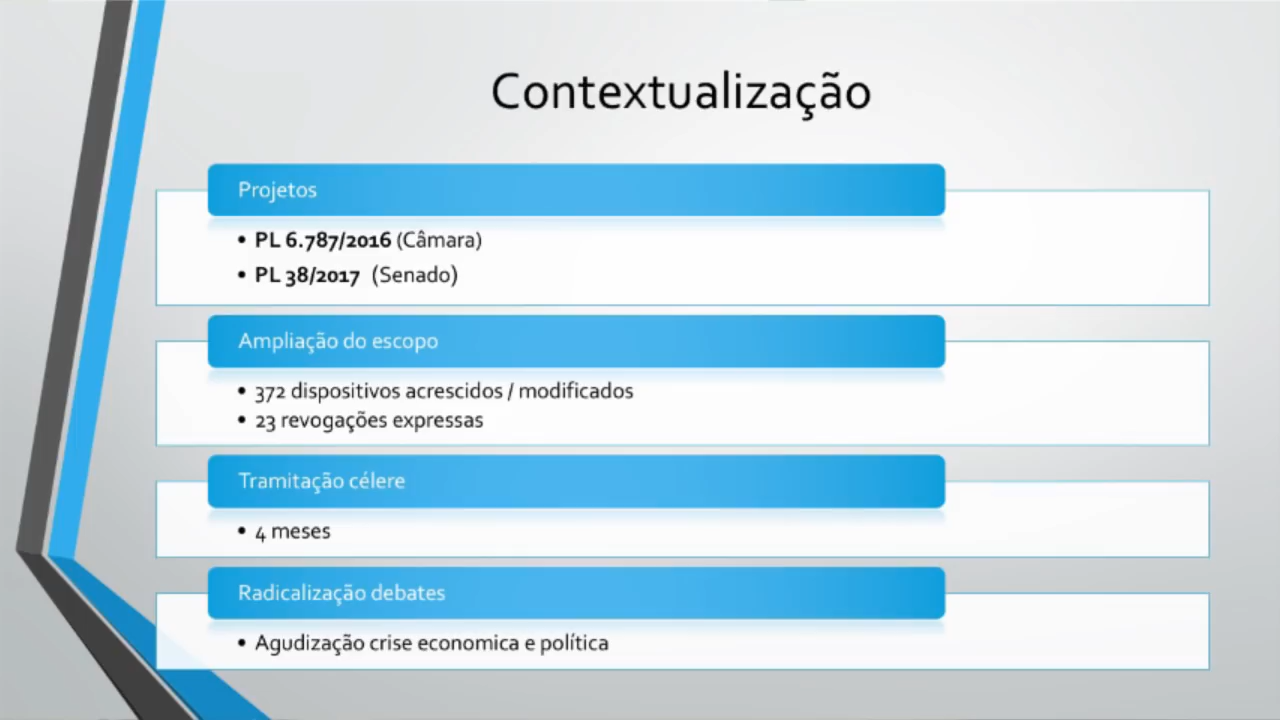 Contextualização
Projetos
• PL 6.787/2016 (Câmara)
• PL 38/2017 (Senado)
Ampliação do escopo
• 372 dispositivos acrescidos / modificados
• 23 revogações expressas
Tramitação célere
• 4 meses
Radicalização debates
• Agudização crise economica e política